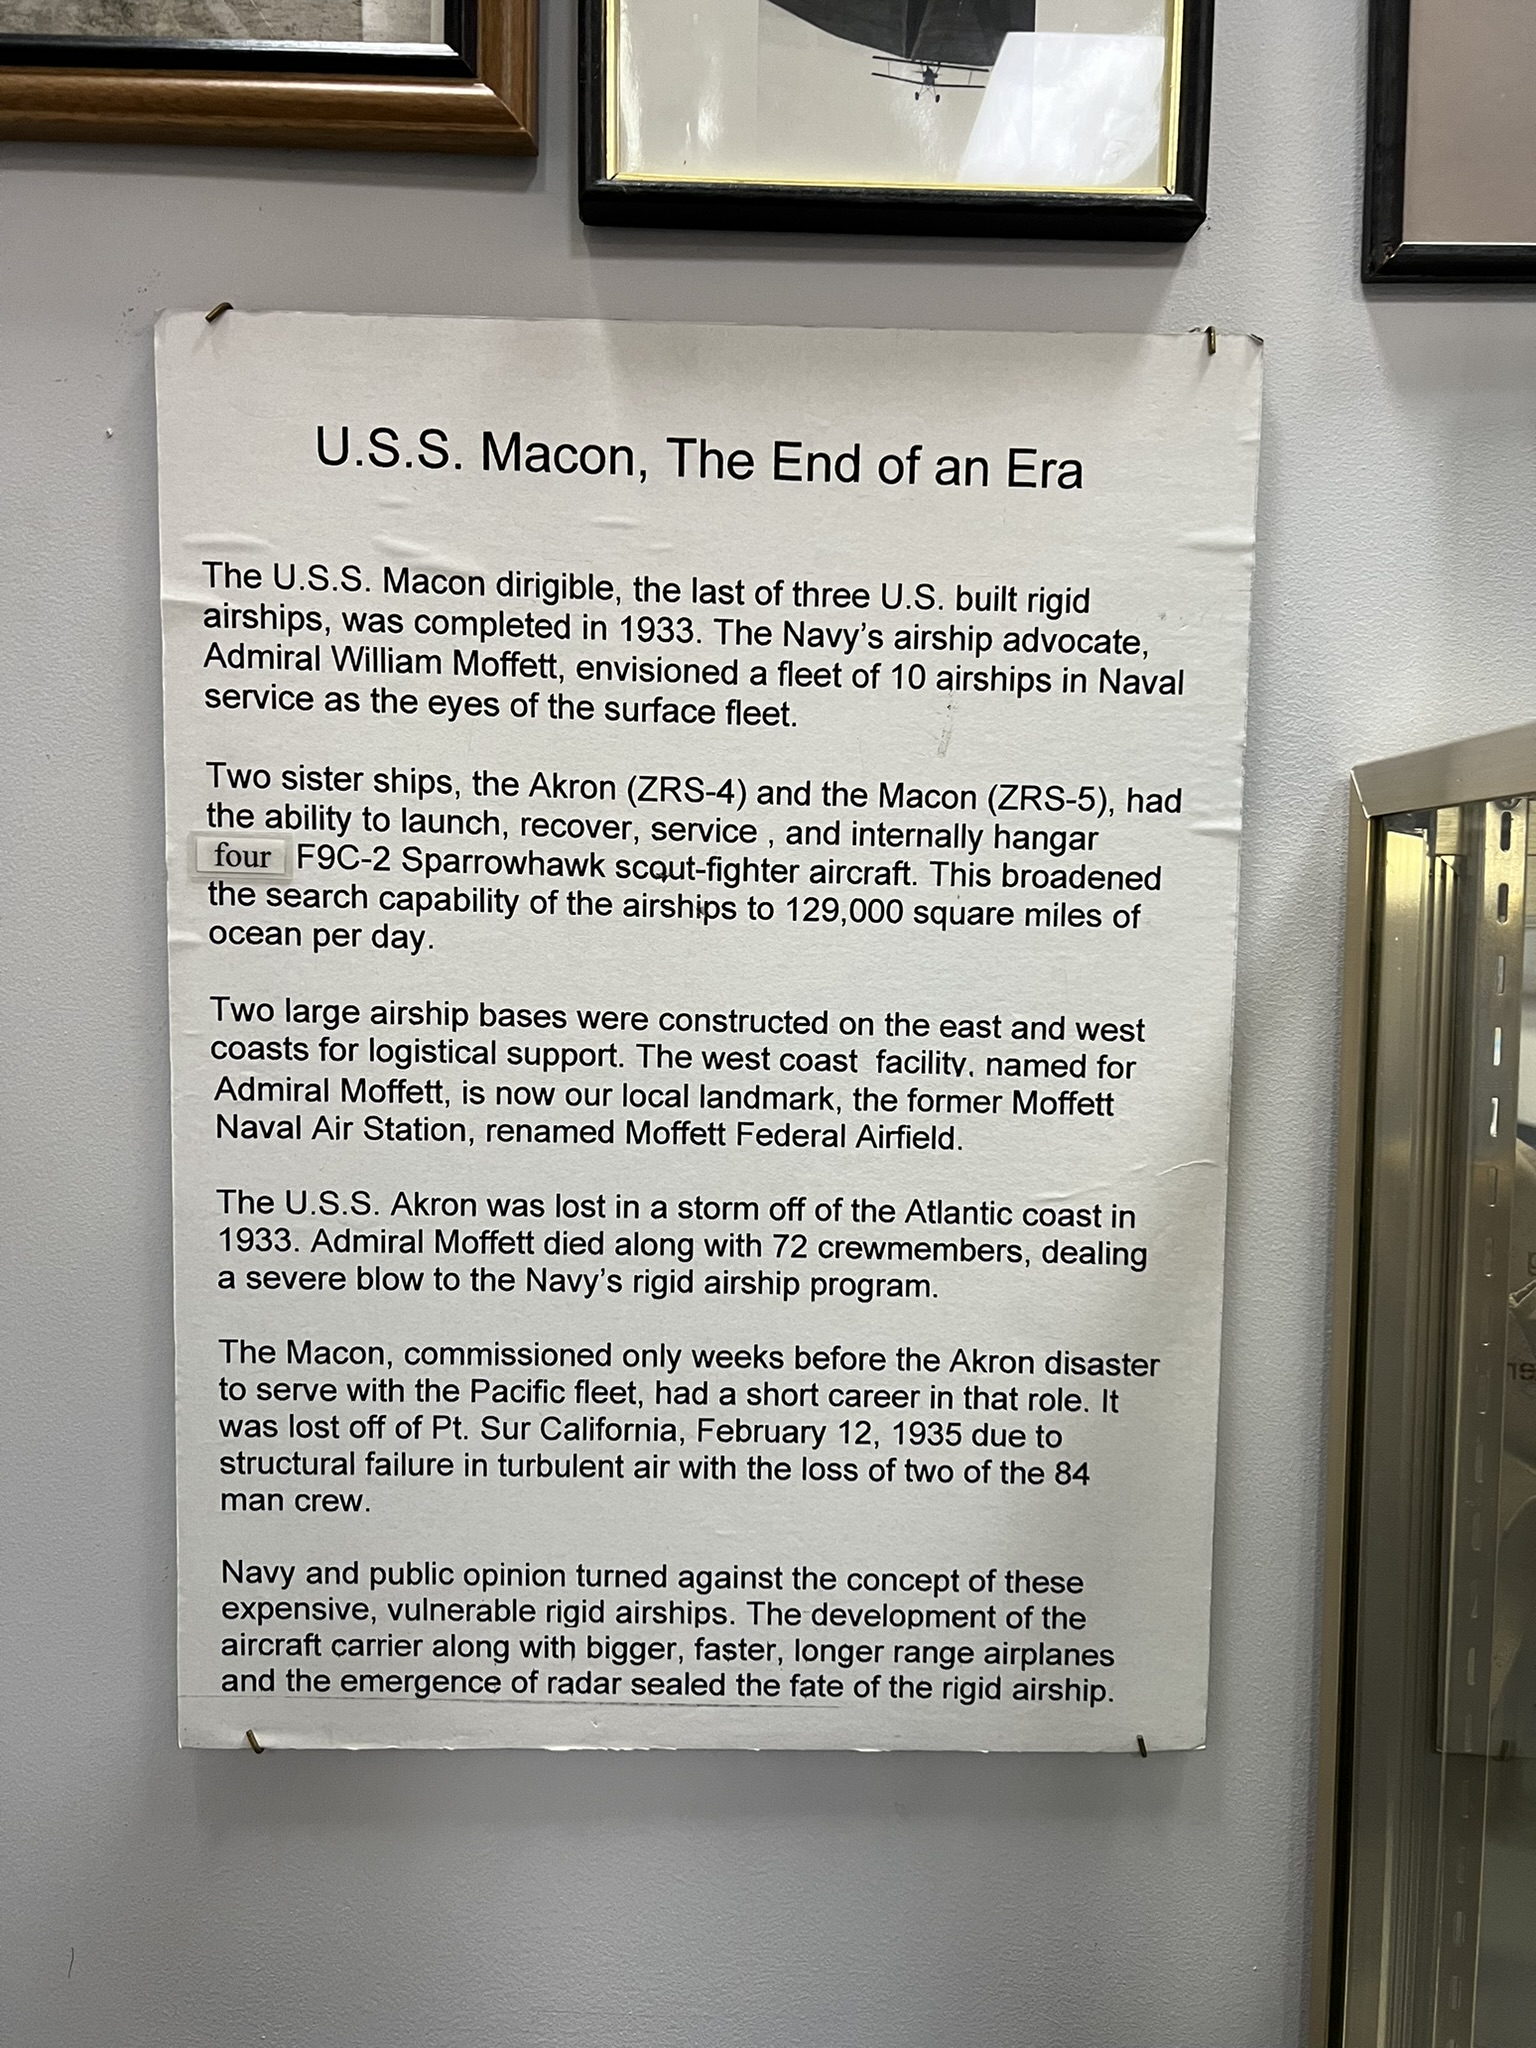 U.S.S. Macon, The End of an Era
The U.S.S. Macon dirigible, the last of three U.S. built rigid
airships, was completed in 1933. The Navy's airship advocate,
Admiral William Moffett, envisioned a fleet of 10 airships in Naval
service as the eyes of the surface fleet.
Two sister ships, the Akron (ZRS-4) and the Macon (ZRS-5), had
the ability to launch, recover, service , and internally hangar
four F9C-2 Sparrowhawk scout-fighter aircraft. This broadened
the search capability of the airships to 129,000 square miles of
ocean per day.
Two large airship bases were constructed on the east and west
coasts for logistical support. The west coast facility, named for
Admiral Moffett, is now our local landmark, the former Moffett
Naval Air Station, renamed Moffett Federal Airfield.
The U.S.S. Akron was lost in a storm off of the Atlantic coast in
1933. Admiral Moffett died along with 72 crewmembers, dealing
a severe blow to the Navy's rigid airship program.
The Macon, commissioned only weeks before the Akron disaster
to serve with the Pacific fleet, had a short career in that role. It
was lost off of Pt. Sur California, February 12, 1935 due to
structural failure in turbulent air with the loss of two of the 84
man crew.
Navy and public opinion turned against the concept of these
expensive, vulnerable rigid airships. The development of the
aircraft carrier along with bigger, faster, longer range airplanes
and the emergence of radar sealed the fate of the rigid airship.